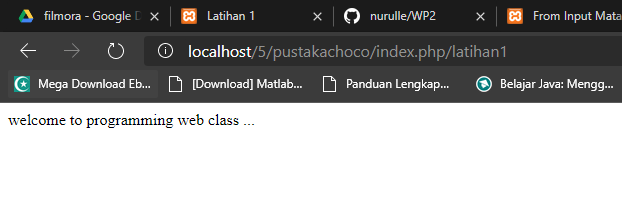 filmora - Google D
Latihan 1
nurulle/WP2
From Input Mata
localhost/5/pustakachoco/index.php/latihan1
Mega Download Eb...
[Download] Matlab...
Panduan Lengkap...
Belajar Java: Mengg...
welcome to programming web class ...